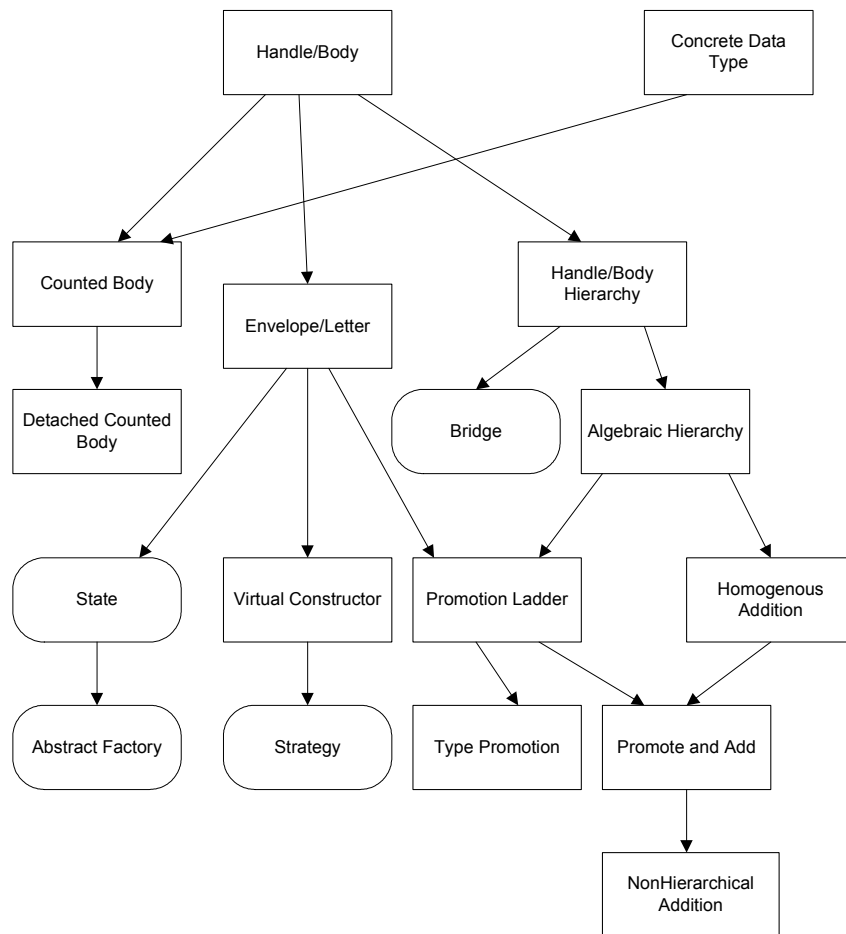 Handle/Body
Concrete Data
Type
Counted Body
Envelope/Letter
Handle/Body
Hierarchy
Detached Counted
Body
Bridge
Algebraic Hierarchy
State
Virtual Constructor
Promotion Ladder
Homogenous
Addition
Abstract Factory
Strategy
Type Promotion
Promote and Add
NonHierarchical
Addition